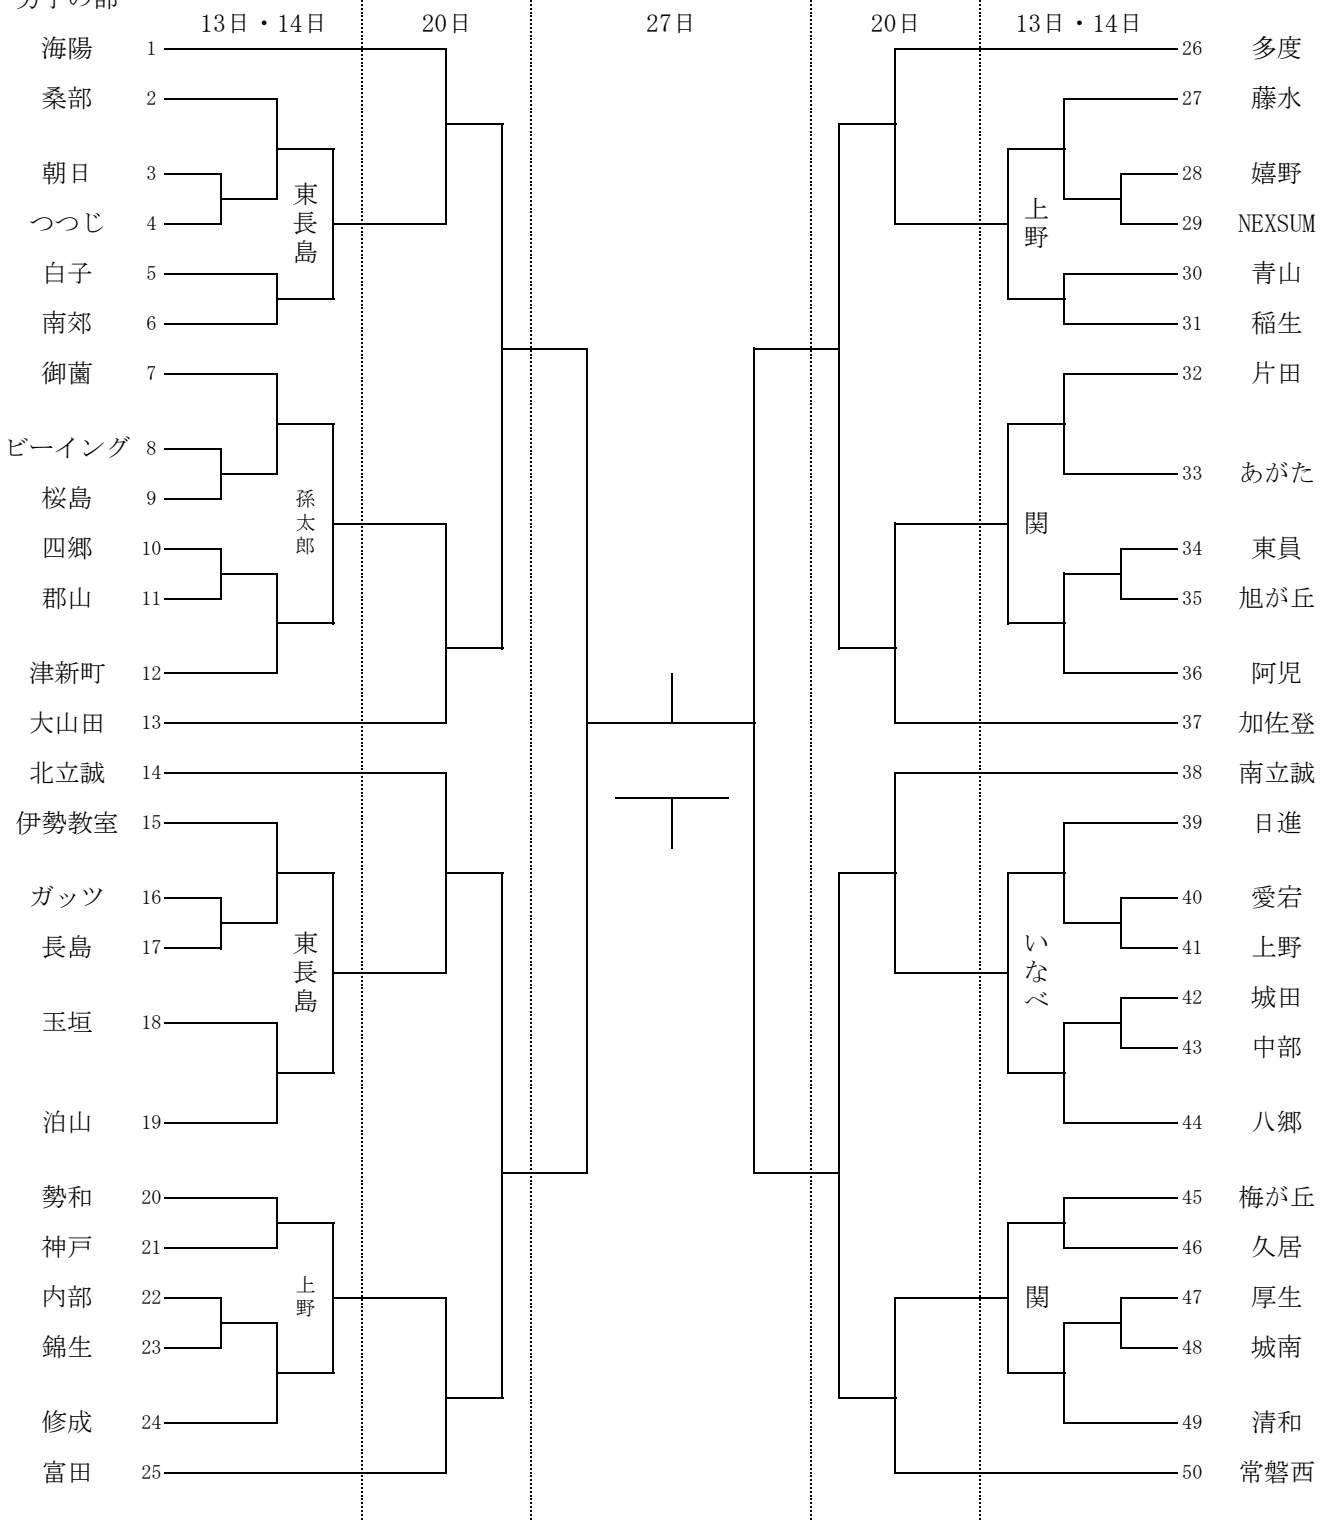 13日・14日 20日 27日 20日 13日・14日
海陽 1
桑部 2
朝日 3
つつじ 4
白子 5
南郊 6
御薗 7
ビーイング 8
桜島 9
四郷 10
郡山 11
津新町 12
大山田 13
北立誠 14
伊勢教室 15
ガッツ 16
長島 17
玉垣 18
泊山 19
勢和 20
神戸 21
内部 22
錦生 23
修成 24
富田 25
東長島
孫太郎
東長島
上野
上野
関
いなべ
関
26 多度
27 藤水
28 嬉野
29 NEXSUM
30 青山
31 稲生
32 片田
33 あがた
34 東員
35 旭が丘
36 阿児
37 加佐登
38 南立誠
39 日進
40 愛宕
41 上野
42 城田
43 中部
44 八郷
45 梅が丘
46 久居
47 厚生
48 城南
49 清和
50 常磐西